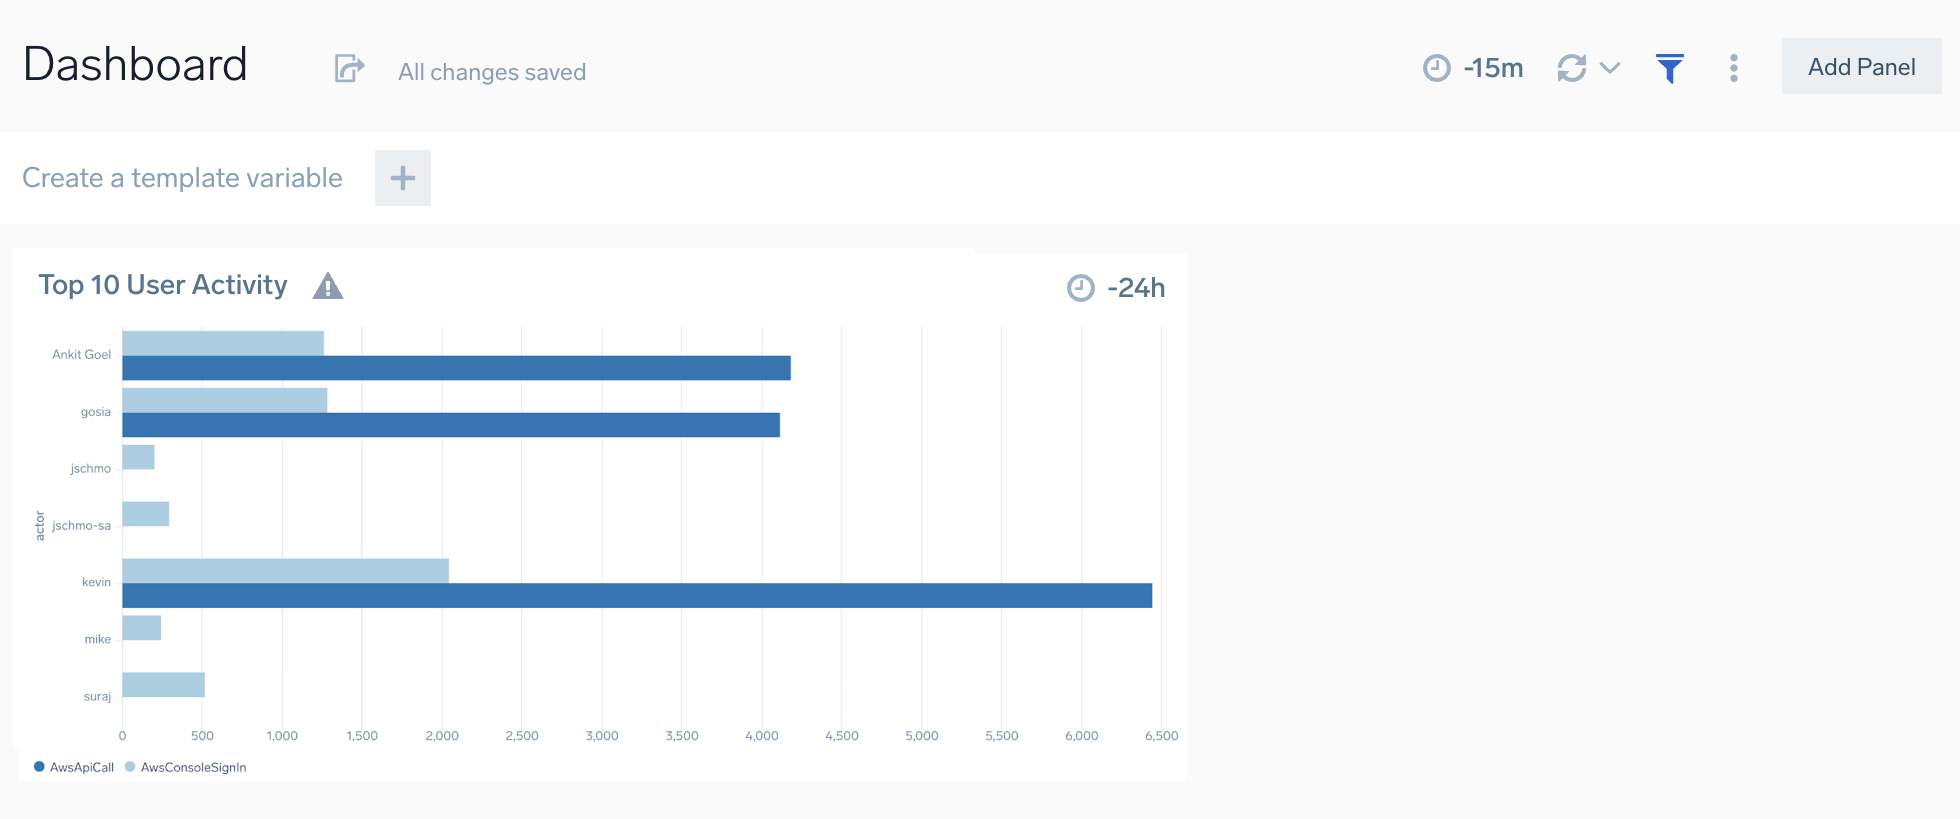 Dashboard
All changes saved
-15m
Add Panel
Create a template variable
Top 10 User Activity
-24h
actor
Ankit Goel
gosia
jschmo
jschmo-sa
kevin
mike
suraj
0 500 1,000 1,500 2,000 2,500 3,000 3,500 4,000 4,500 5,000 5,500 6,000 6,500
AwsApiCall AwsConsoleSignIn